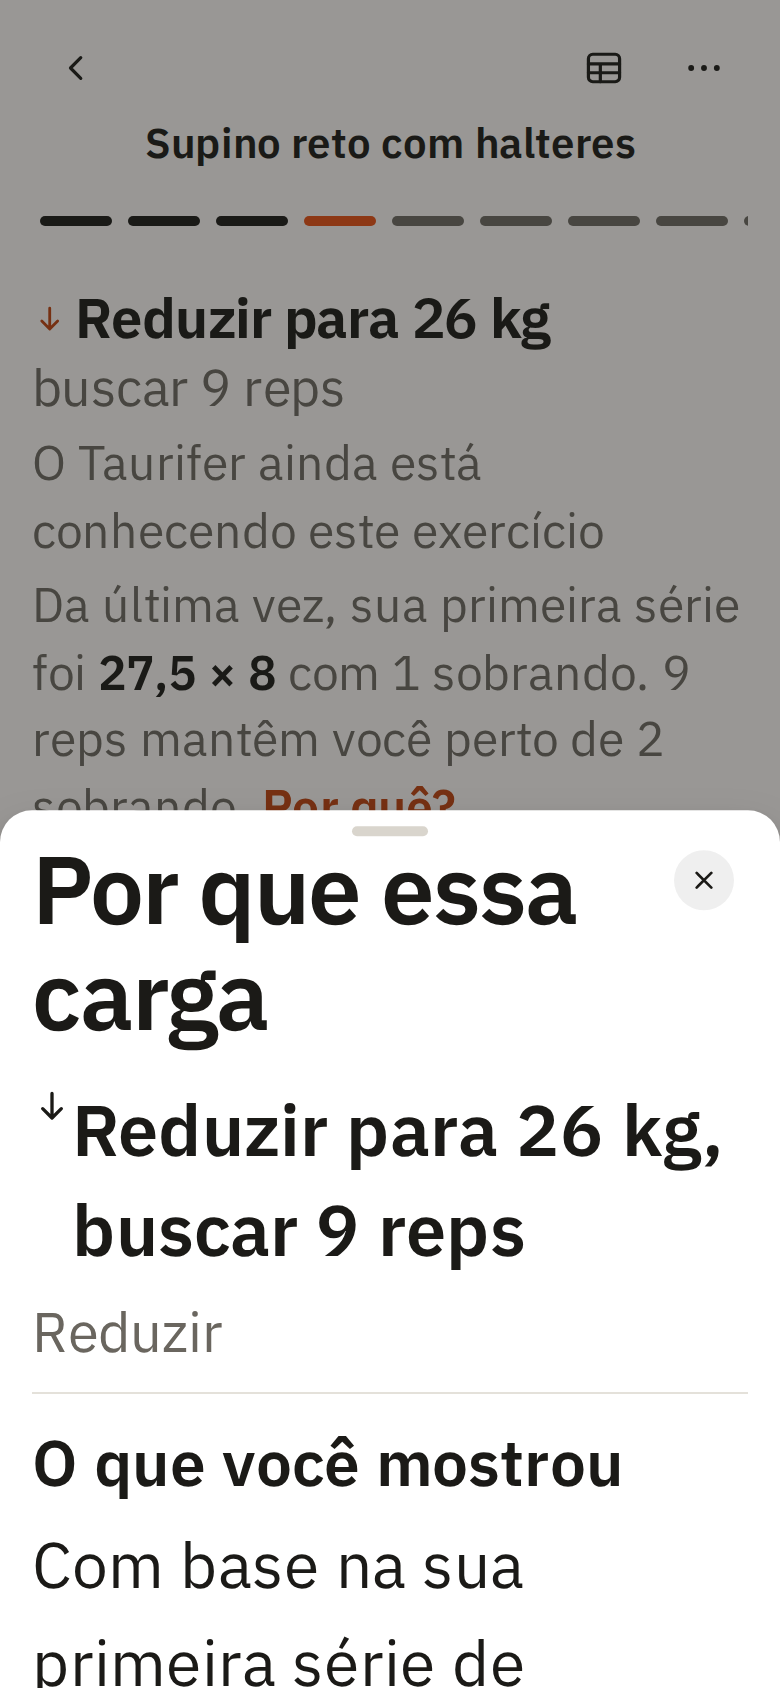 Supino reto com halteres
↓ Reduzir para 26 kg
buscar 9 reps
O Taurifer ainda está
conhecendo este exercício
Da última vez, sua primeira série
foi 27,5 × 8 com 1 sobrando. 9
reps mantêm você perto de 2
sobrando. Por quê?
Por que essa
carga
↓ Reduzir para 26 kg,
buscar 9 reps
Reduzir
O que você mostrou
Com base na sua
primeira série de